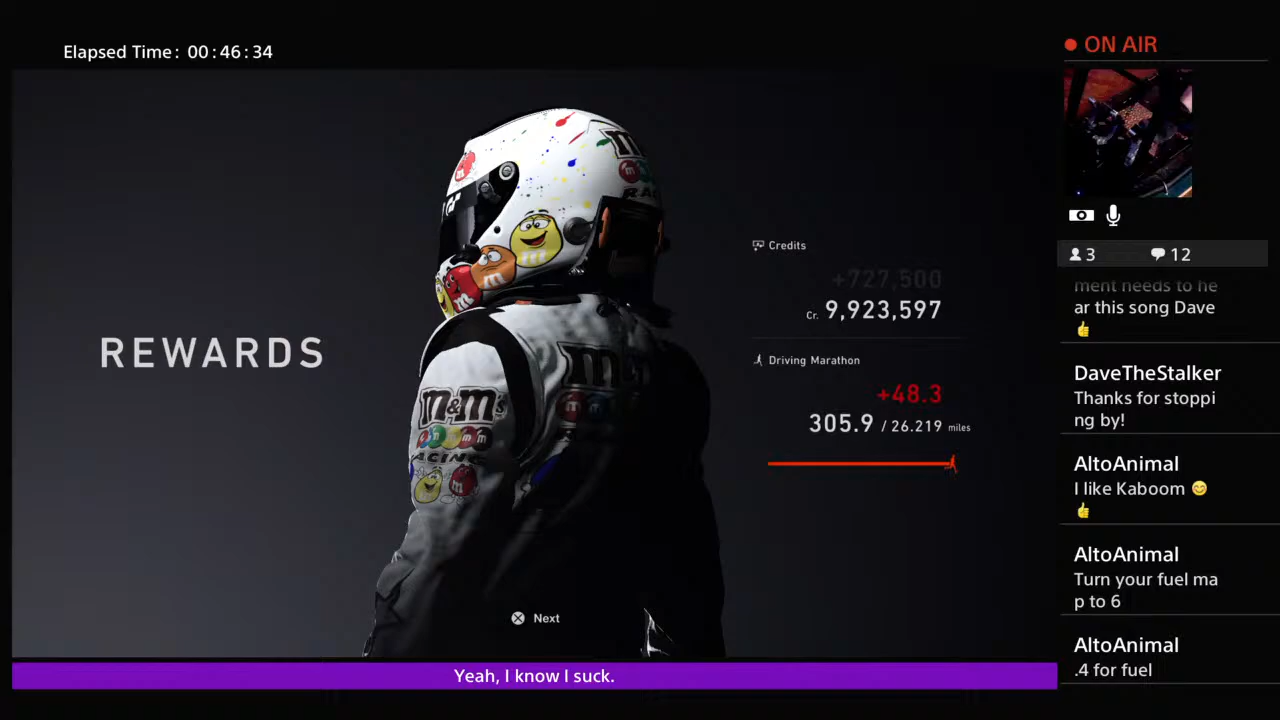 Elapsed Time: 00:46:34
ON AIR
3
12
REWARDS
Credits
+727,500
Cr. 9,923,597
Driving Marathon
+48.3
305.9 / 26.219 miles
Next
m&m's
RACING
ment needs to he
ar this song Dave
👍
DaveTheStalker
Thanks for stoppi
ng by!
AltoAnimal
I like Kaboom 😊
👍
AltoAnimal
Turn your fuel ma
p to 6
AltoAnimal
.4 for fuel
Yeah, I know I suck.